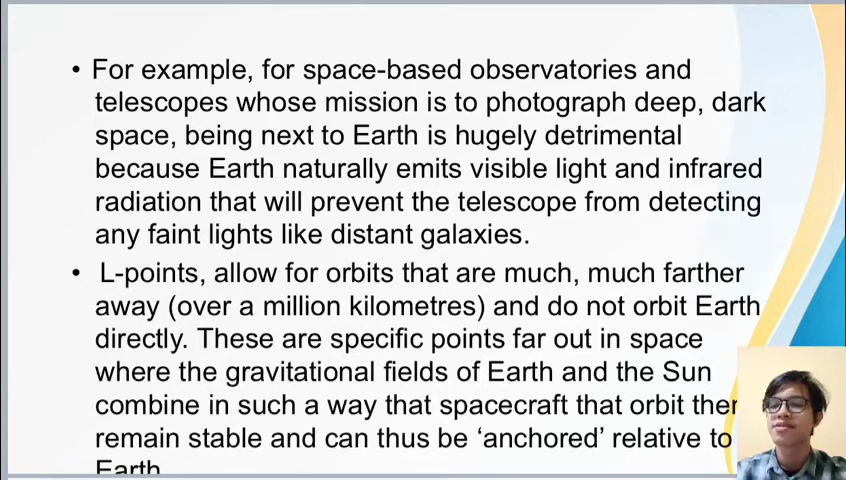 • For example, for space-based observatories and
telescopes whose mission is to photograph deep, dark
space, being next to Earth is hugely detrimental
because Earth naturally emits visible light and infrared
radiation that will prevent the telescope from detecting
any faint lights like distant galaxies.
• L-points, allow for orbits that are much, much farther
away (over a million kilometres) and do not orbit Earth
directly. These are specific points far out in space
where the gravitational fields of Earth and the Sun
combine in such a way that spacecraft that orbit ther
remain stable and can thus be ‘anchored’ relative to
Earth